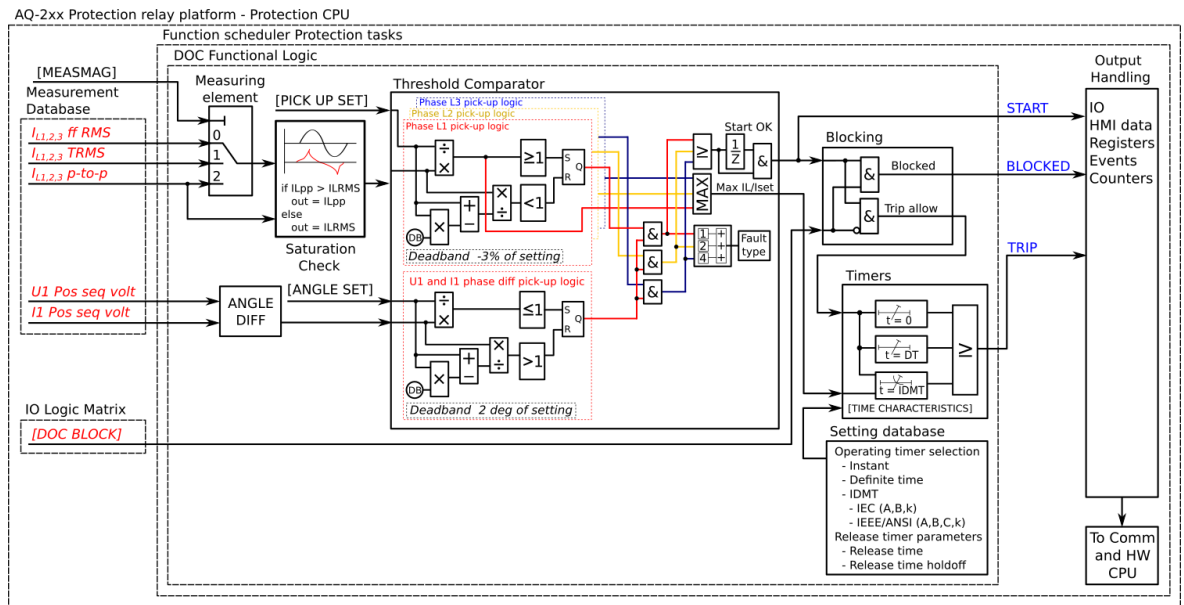 AQ-2xx Protection relay platform - Protection CPU
Function scheduler Protection tasks
DOC Functional Logic
[MEASMAG]
Measurement
Database
IL1,2,3 ff RMS
IL1,2,3 TRMS
IL1,2,3 p-to-p
Measuring
element
0
1
2
[PICK UP SET]
if ILpp > ILRMS
out = ILpp
else
out = ILRMS
Saturation
Check
Threshold Comparator
Phase L3 pick-up logic
Phase L2 pick-up logic
Phase L1 pick-up logic
÷
×
≥1
S
R
Q
×
÷
<1
+
−
×
DB
Deadband -3% of setting
U1 Pos seq volt
I1 Pos seq volt
ANGLE
DIFF
[ANGLE SET]
U1 and I1 phase diff pick-up logic
÷
×
≤1
S
R
Q
×
÷
>1
+
−
×
DB
Deadband 2 deg of setting
&
&
&
≥
MAX
Start OK
1
Z
&
Max IL/Iset
1 +
2 +
4 +
Fault
type
Blocking
&
Blocked
&
Trip allow
Timers
t = 0
t = DT
t = IDMT
≥
[TIME CHARACTERISTICS]
Setting database
Operating timer selection
- Instant
- Definite time
- IDMT
- IEC (A,B,k)
- IEEE/ANSI (A,B,C,k)
Release timer parameters
- Release time
- Release time holdoff
START
BLOCKED
TRIP
Output
Handling
IO
HMI data
Registers
Events
Counters
To Comm
and HW
CPU
IO Logic Matrix
[DOC BLOCK]